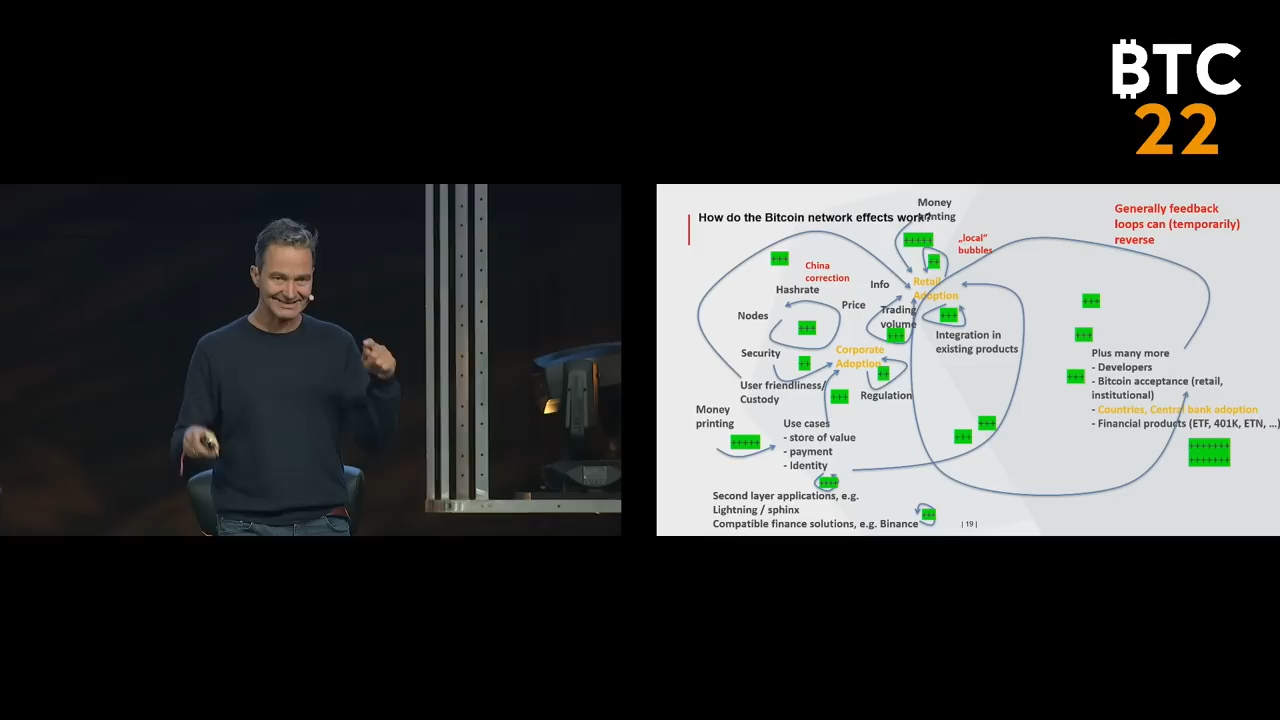 BTC
22
How do the Bitcoin network effects work?
Money
printing
Generally feedback
loops can (temporarily)
reverse
+++++
„local"
bubbles
+++
++
China
correction
Hashrate
Info
Retail
Adoption
Price
+++
Nodes
Trading
volume
+++
+++
+++
+++
Integration in
existing products
Security
Corporate
Adoption
++
++
+++
Plus many more
- Developers
- Bitcoin acceptance (retail,
institutional)
- Countries, Central bank adoption
- Financial products (ETF, 401K, ETN, ...)
User friendliness/
Custody
+++
Regulation
Money
printing
+++++
Use cases
- store of value
- payment
- Identity
+++
+++
+++++++
+++++++
++++
Second layer applications, e.g.
Lightning / sphinx
Compatible finance solutions, e.g. Binance
+++
| 19 |